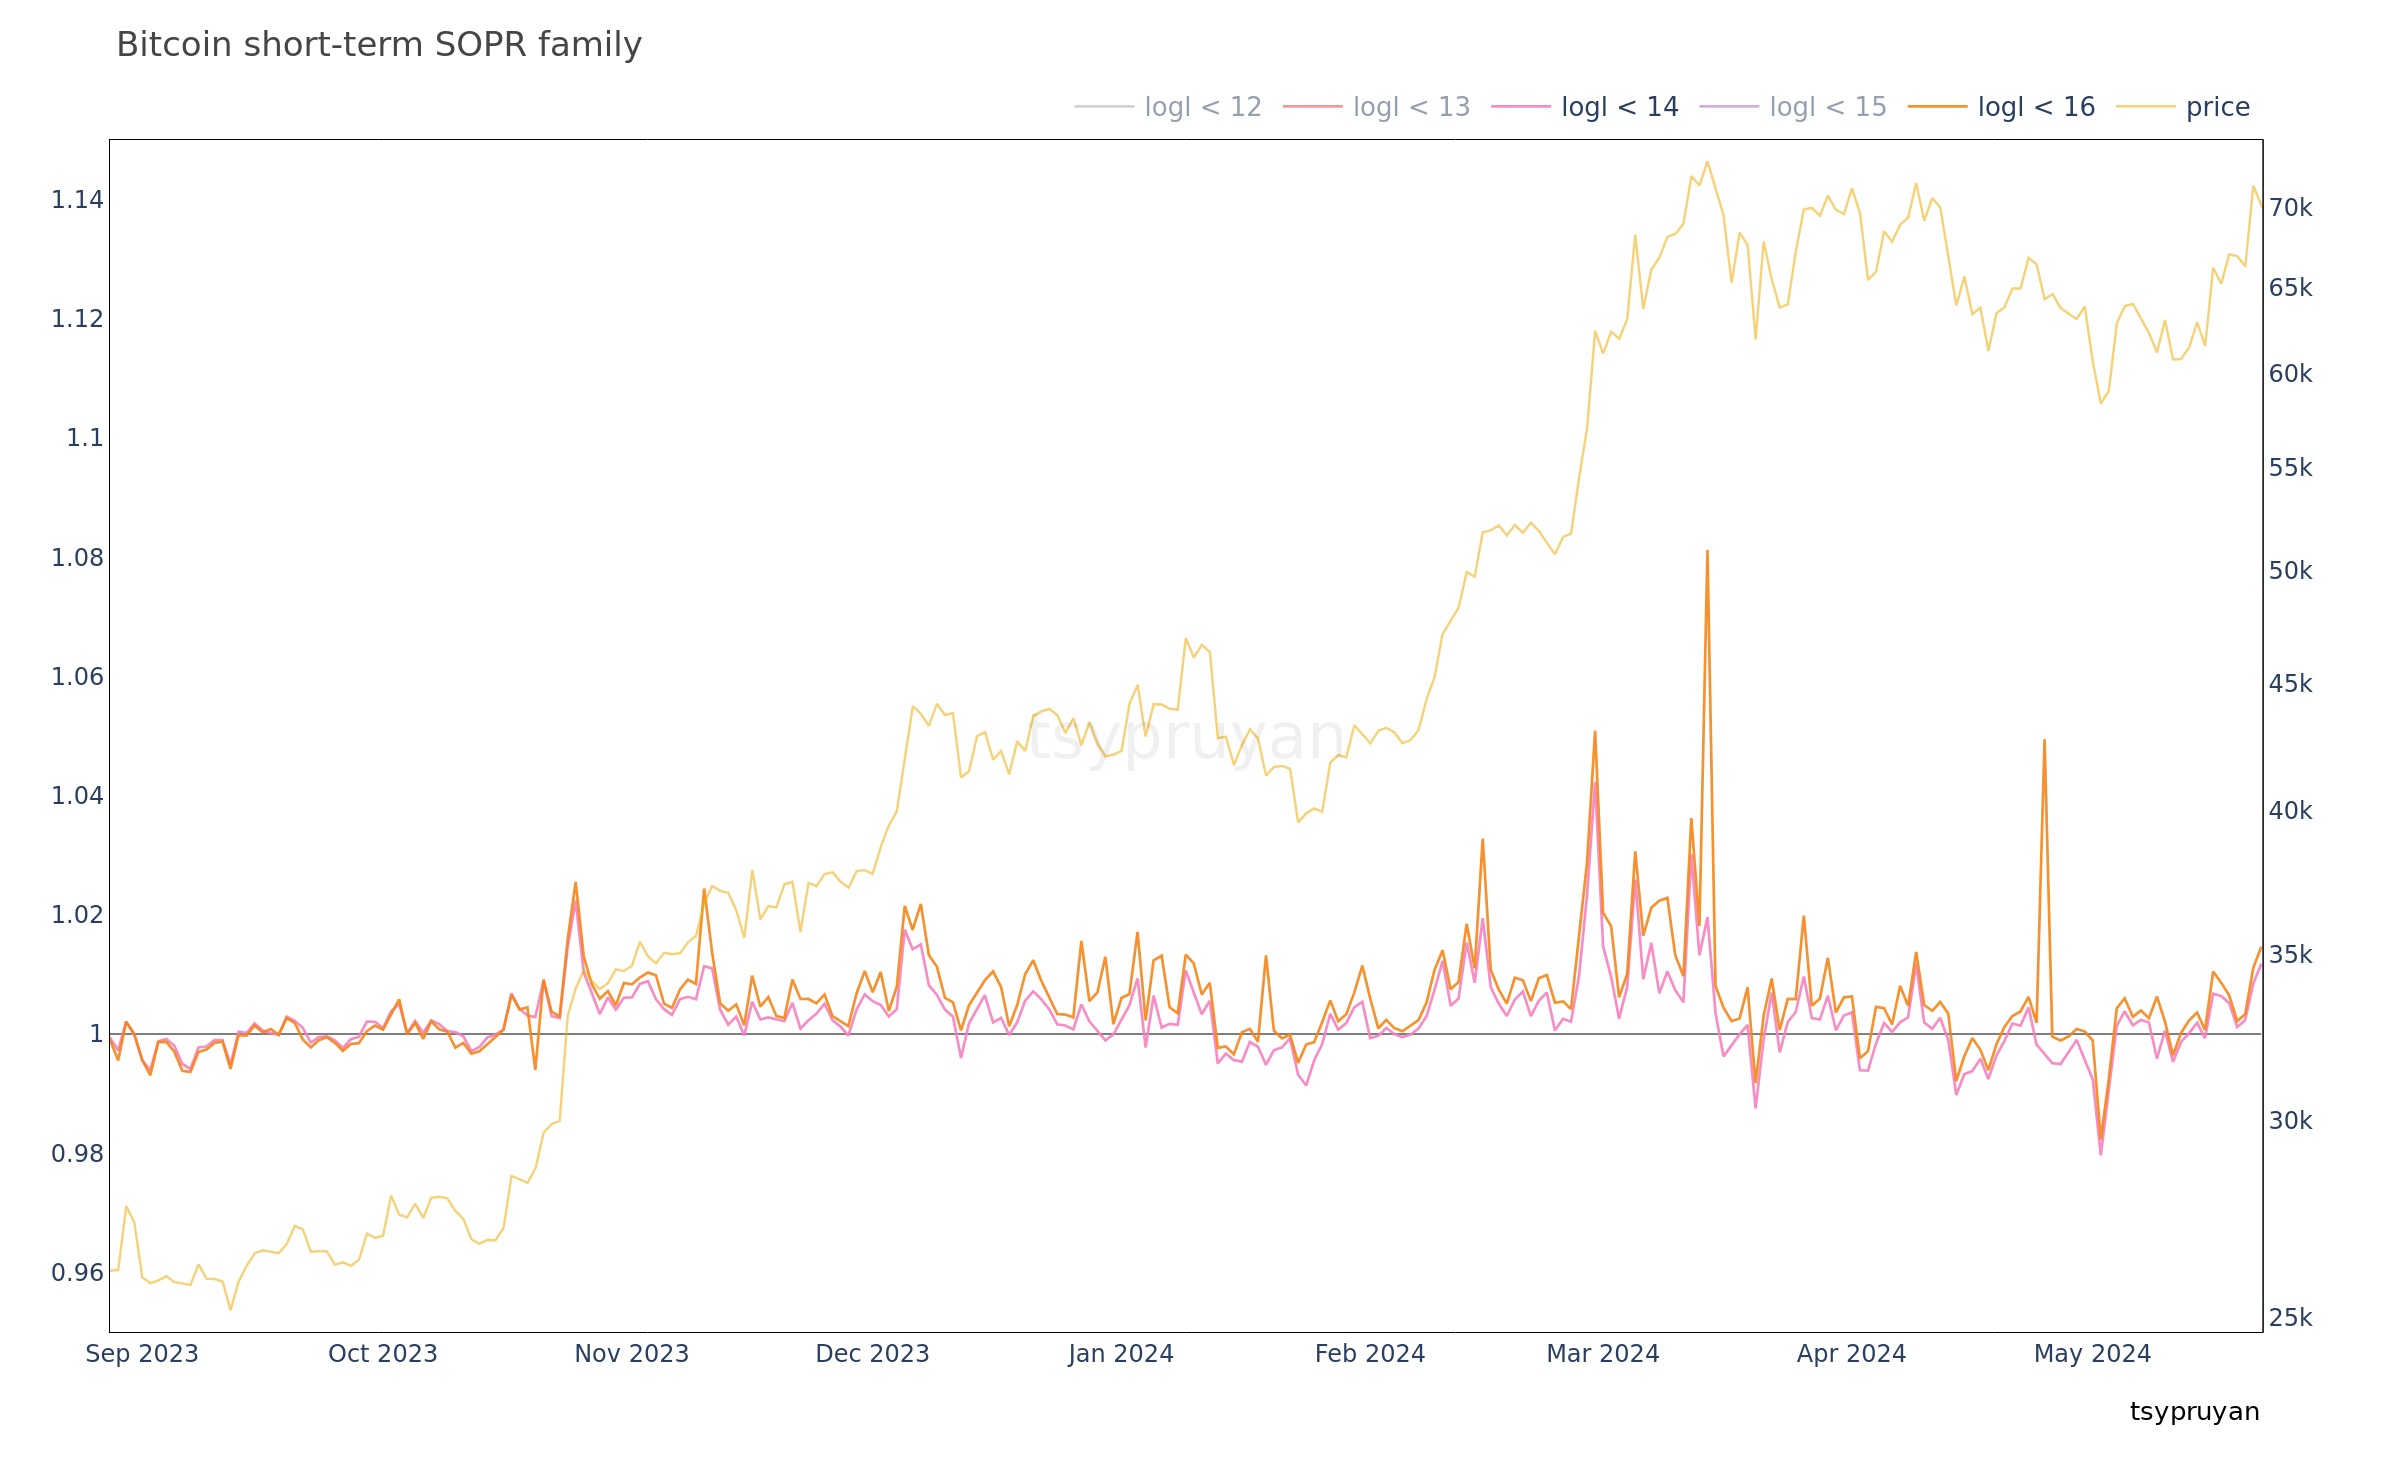 Bitcoin short-term SOPR family
logl < 12 logl < 13 logl < 14 logl < 15 logl < 16 price
1.14
1.12
1.1
1.08
1.06
1.04
1.02
1
0.98
0.96
70k
65k
60k
55k
50k
45k
40k
35k
30k
25k
tsypruyan
Sep 2023 Oct 2023 Nov 2023 Dec 2023 Jan 2024 Feb 2024 Mar 2024 Apr 2024 May 2024
tsypruyan